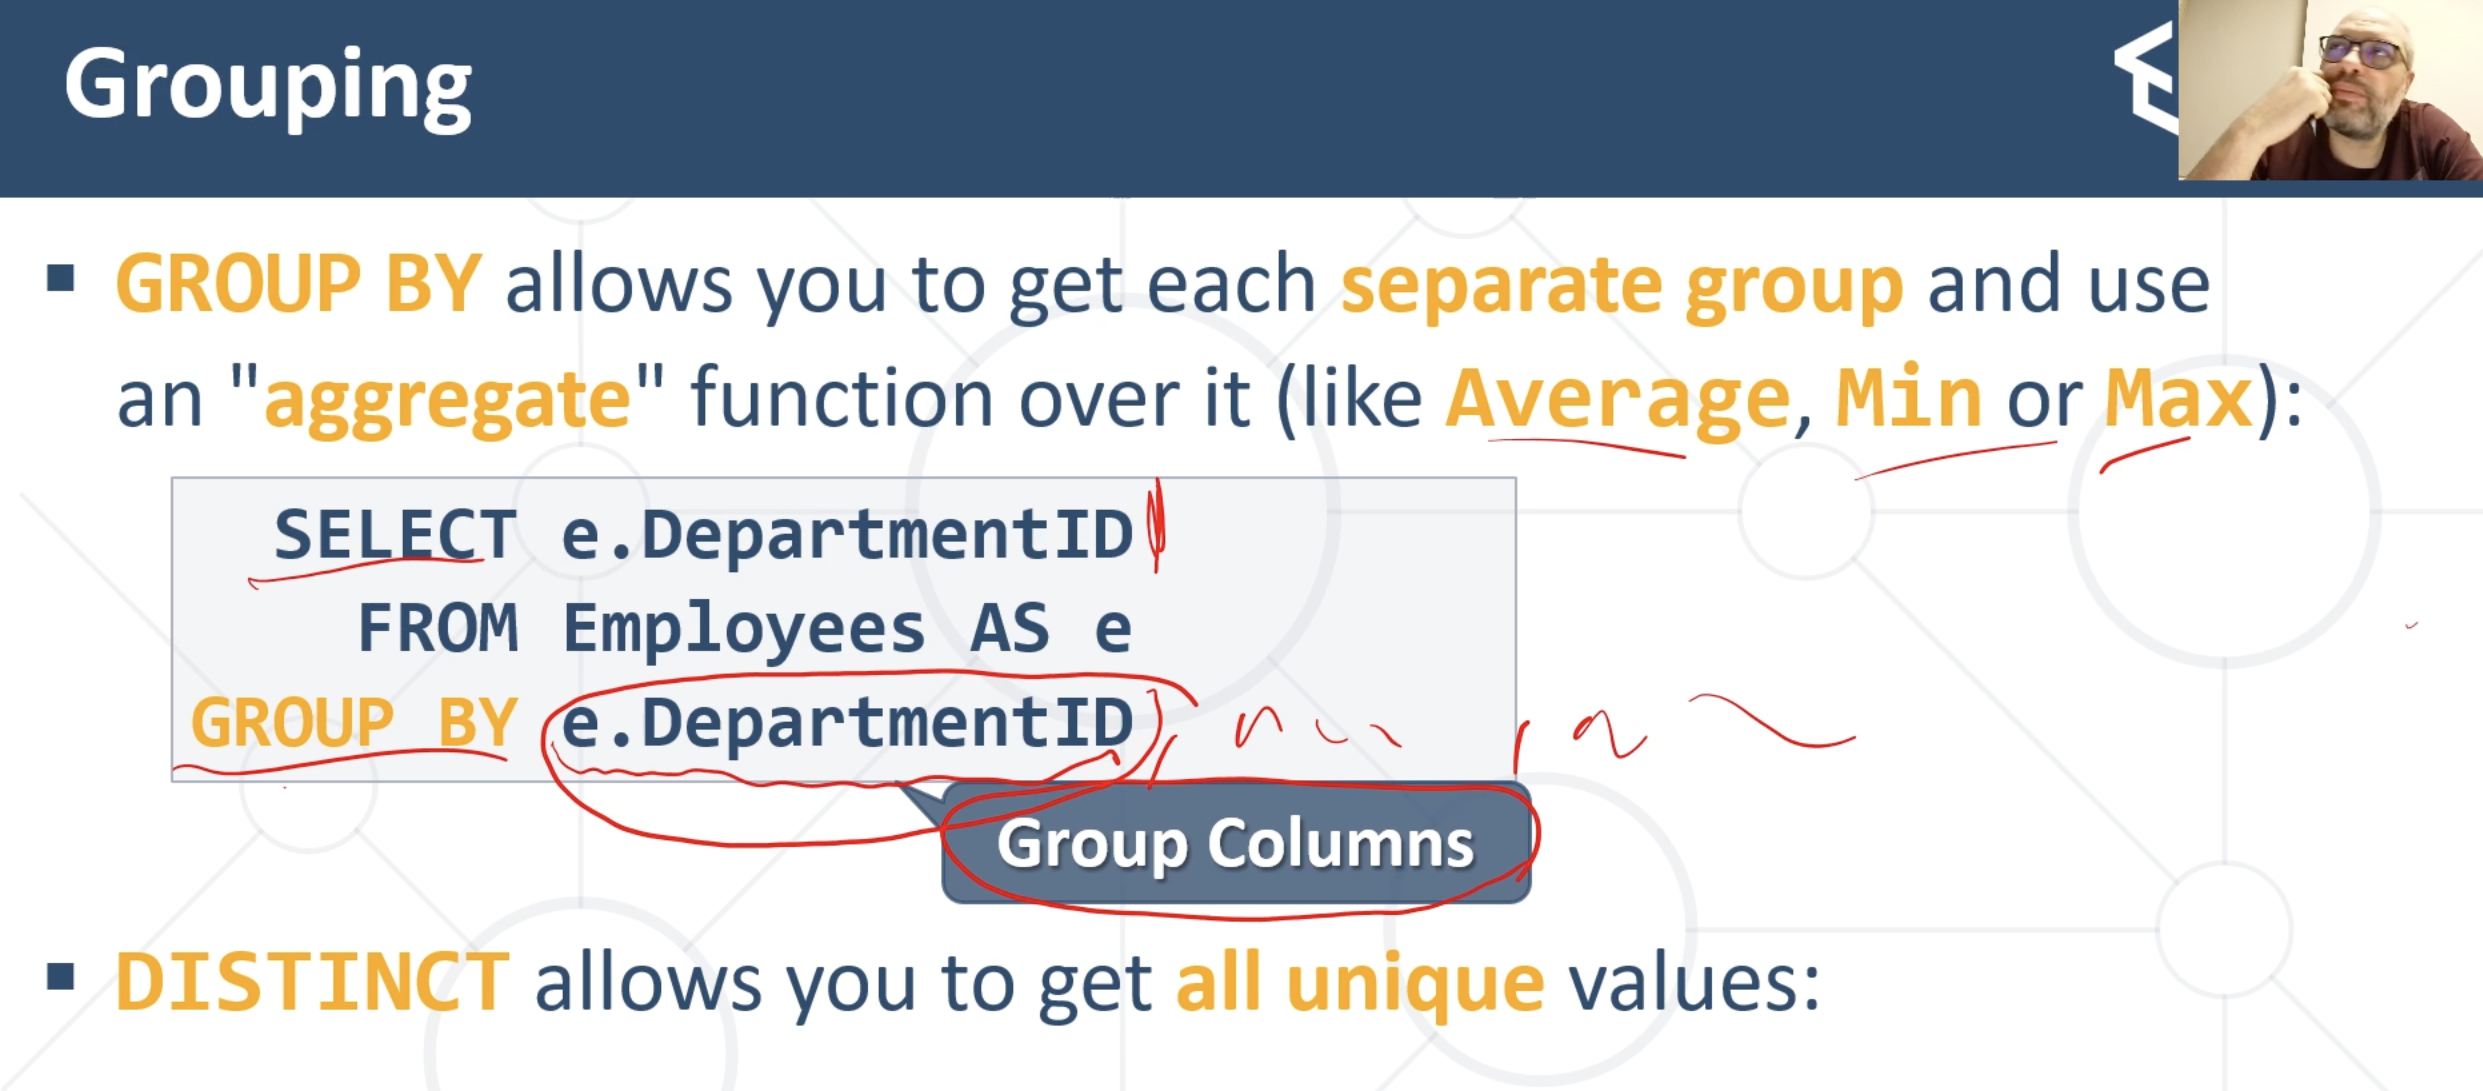 Grouping
GROUP BY allows you to get each separate group and use
an "aggregate" function over it (like Average, Min or Max):
SELECT e.DepartmentID
FROM Employees AS e
GROUP BY e.DepartmentID
Group Columns
DISTINCT allows you to get all unique values: